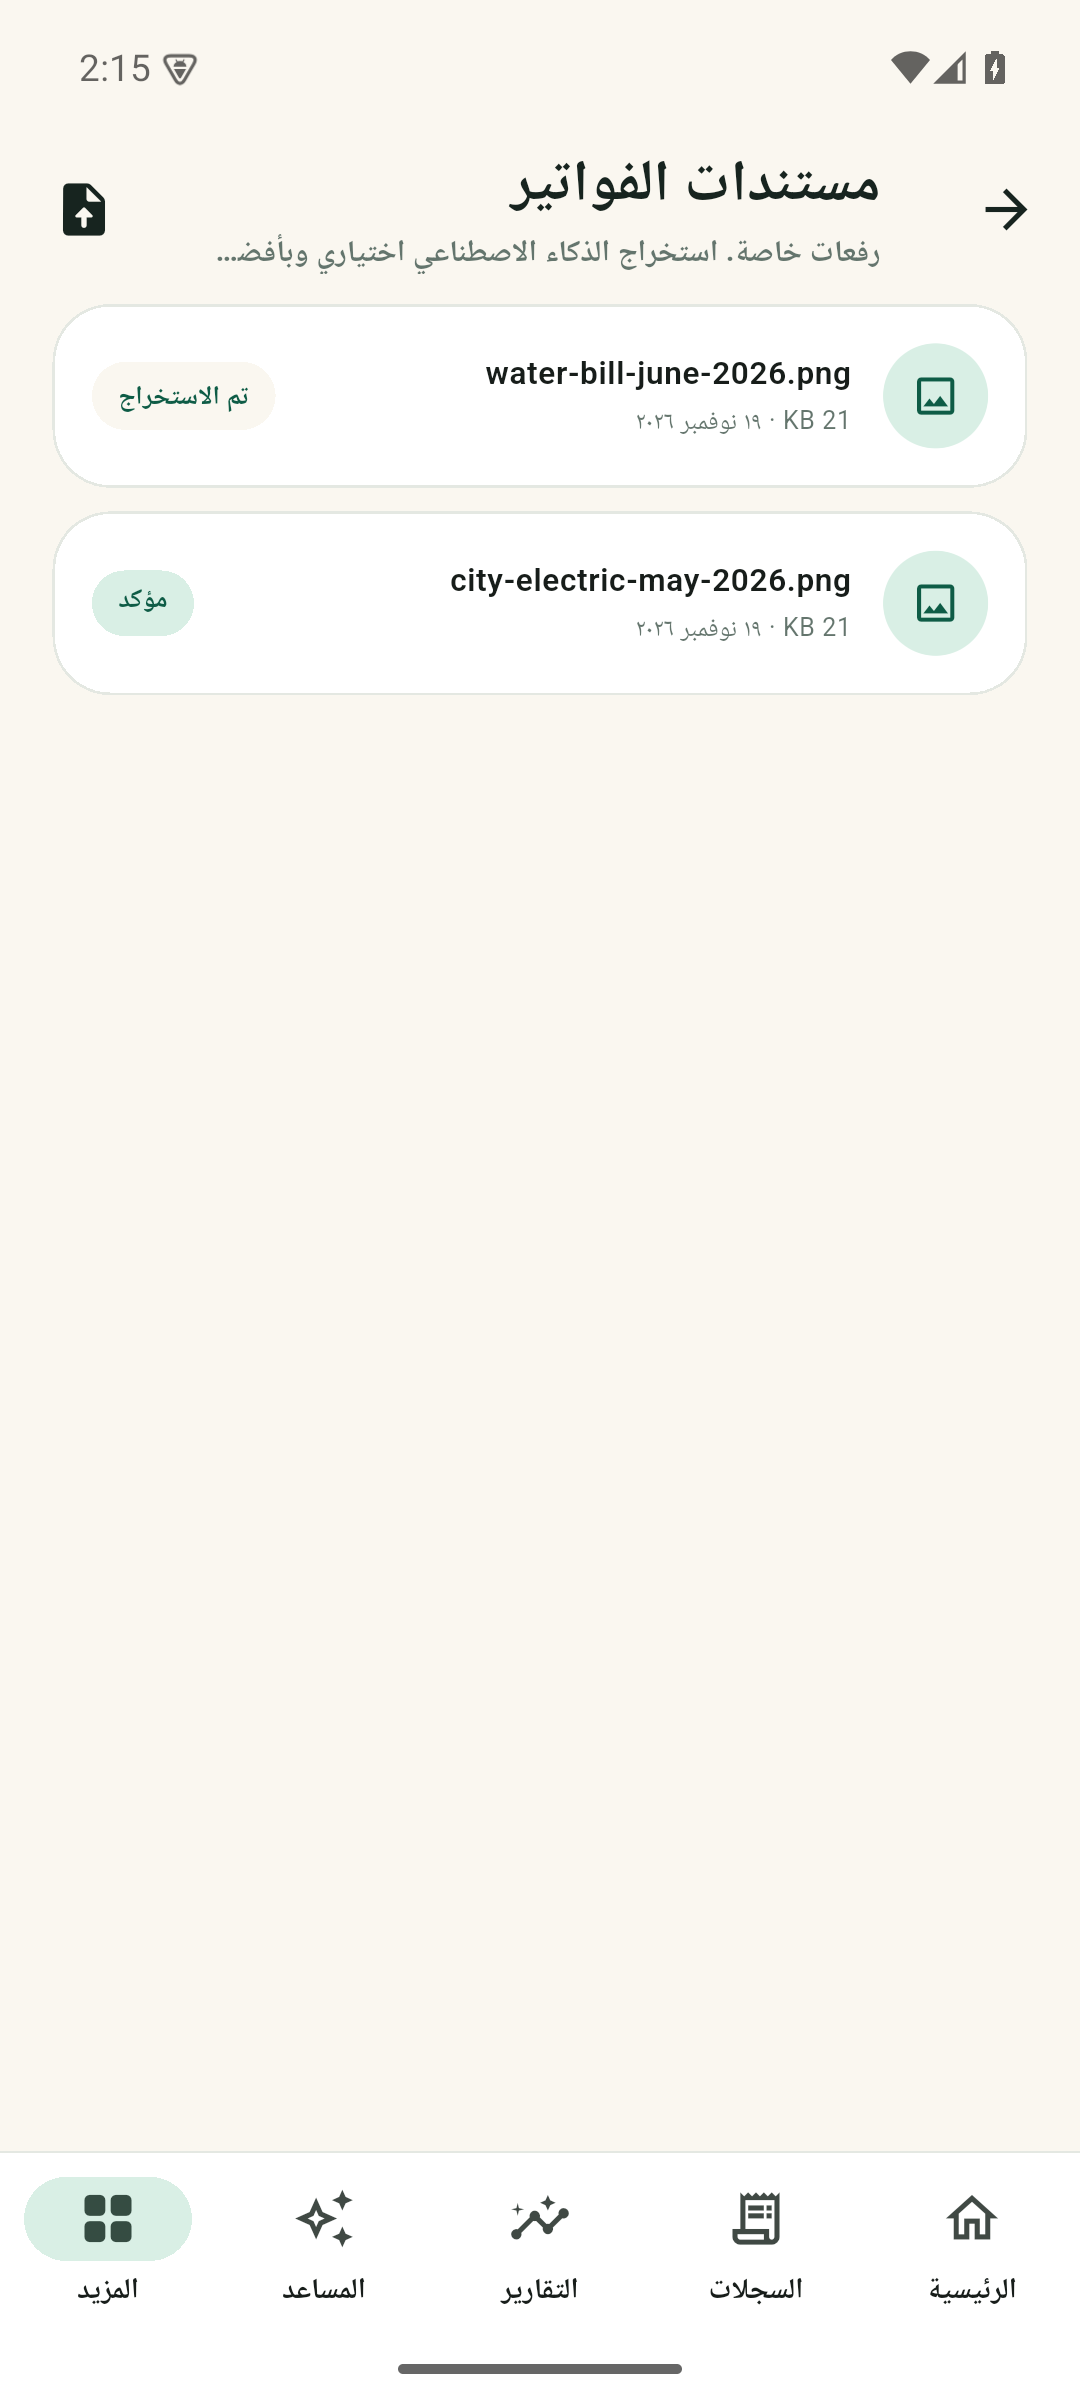 2:15
مستندات الفواتير
رفعات خاصة. استخراج الذكاء الاصطناعي اختياري وبأفضـ...
water-bill-june-2026.png
21 KB · ١٩ نوفمبر ٢٠٢٦
تم الاستخراج
city-electric-may-2026.png
21 KB · ١٩ نوفمبر ٢٠٢٦
مؤكد
الرئيسية
السجلات
التقارير
المساعد
المزيد